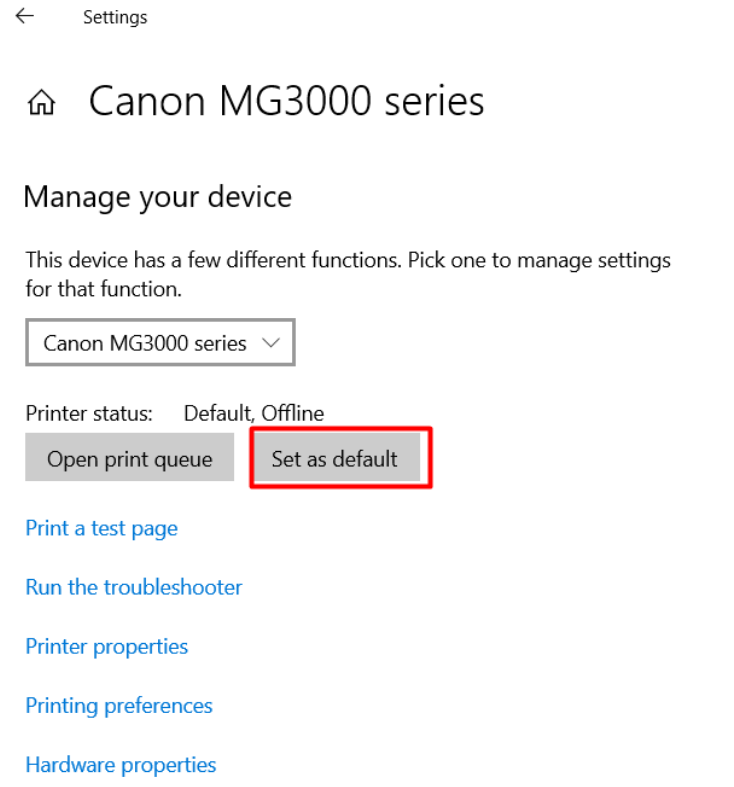 Settings
Canon MG3000 series
Manage your device
This device has a few different functions. Pick one to manage settings
for that function.
Canon MG3000 series
Printer status: Default, Offline
Open print queue Set as default
Print a test page
Run the troubleshooter
Printer properties
Printing preferences
Hardware properties